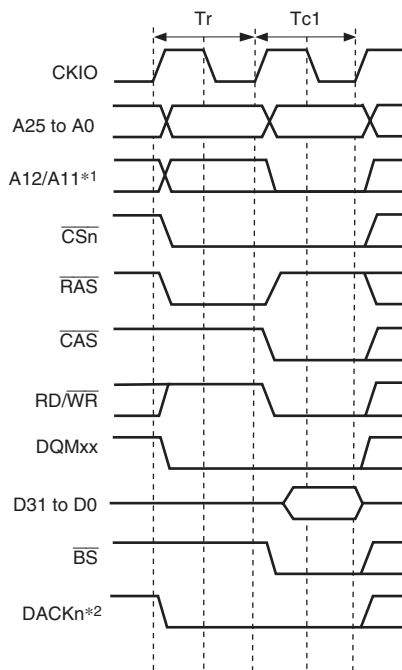 Tr Tc1
CKIO
A25 to A0
A12/A11*1
CSn
RAS
CAS
RD/WR
DQMxx
D31 to D0
BS
DACKn*2